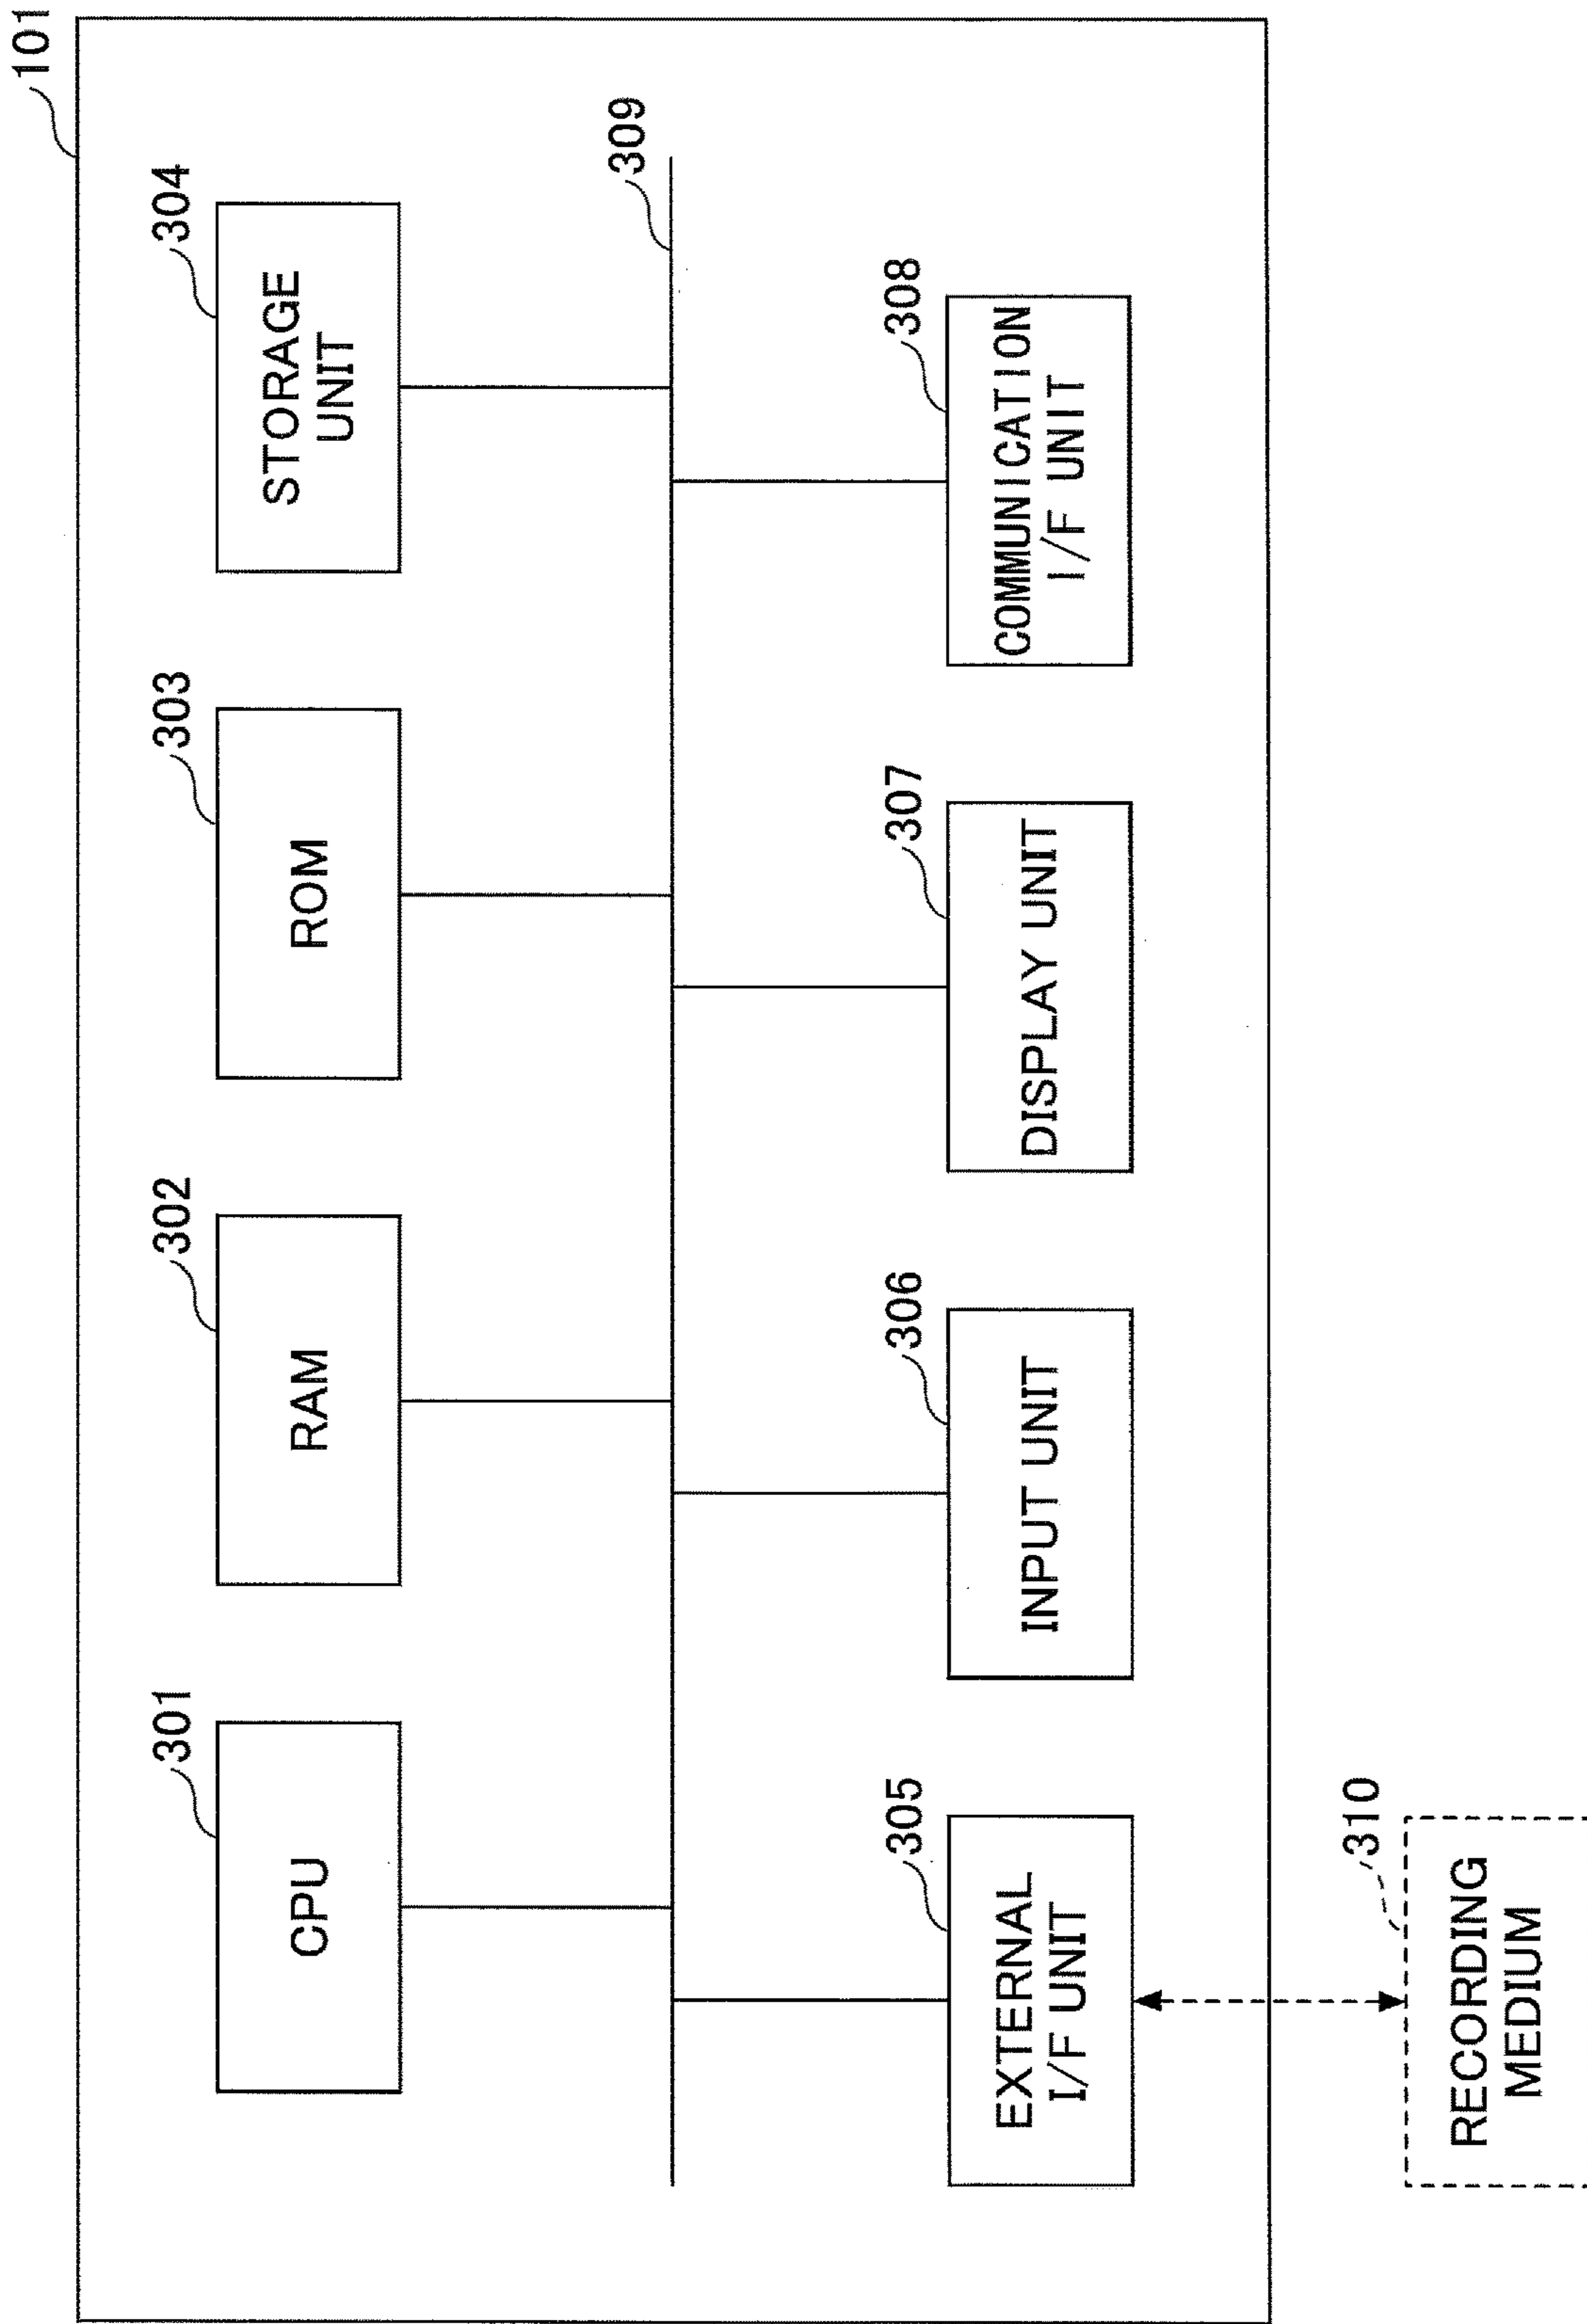 101
301
CPU
302
RAM
303
ROM
304
STORAGE
UNIT
309
305
EXTERNAL
I/F UNIT
306
INPUT UNIT
307
DISPLAY UNIT
308
COMMUNICATION
I/F UNIT
310
RECORDING
MEDIUM